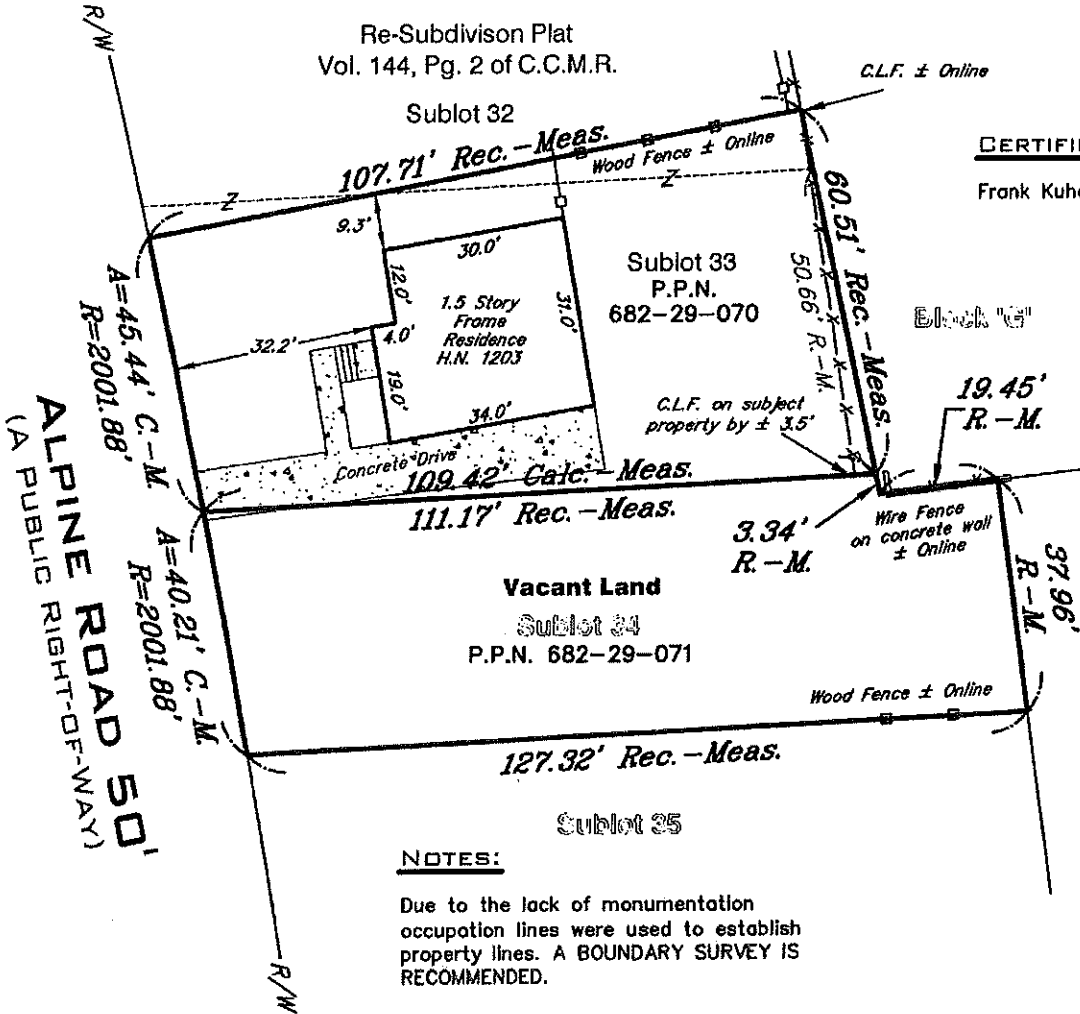 R/W
Re-Subdivison Plat
Vol. 144, Pg. 2 of C.C.M.R.
Sublot 32
C.L.F. ± Online
107.71' Rec.-Meas.
Wood Fence ± Online
CERTIFI
Frank Kuh
Z
Z
9.3'
30.0'
12.0'
4.0'
19.0'
31.0'
34.0'
32.2'
1.5 Story
Frame
Residence
H.N. 1203
Sublot 33
P.P.N.
682-29-070
60.51' Rec.-Meas.
50.66' R.-M.
Block "G"
19.45'
R.-M.
A=45.44' C.-M.
R=2001.88'
C.L.F. on subject
property by ± 3.5'
Concrete Drive
109.42' Calc.-Meas.
111.17' Rec.-Meas.
3.34'
R.-M.
Wire Fence
on concrete wall
± Online
ALPINE ROAD 50'
(A PUBLIC RIGHT-OF-WAY)
A=40.21' C.-M.
R=2001.88'
Vacant Land
Sublot 34
P.P.N. 682-29-071
37.96'
R.-M.
Wood Fence ± Online
127.32' Rec.-Meas.
Sublot 35
NOTES:
Due to the lack of monumentation
occupation lines were used to establish
property lines. A BOUNDARY SURVEY IS
RECOMMENDED.
R/W